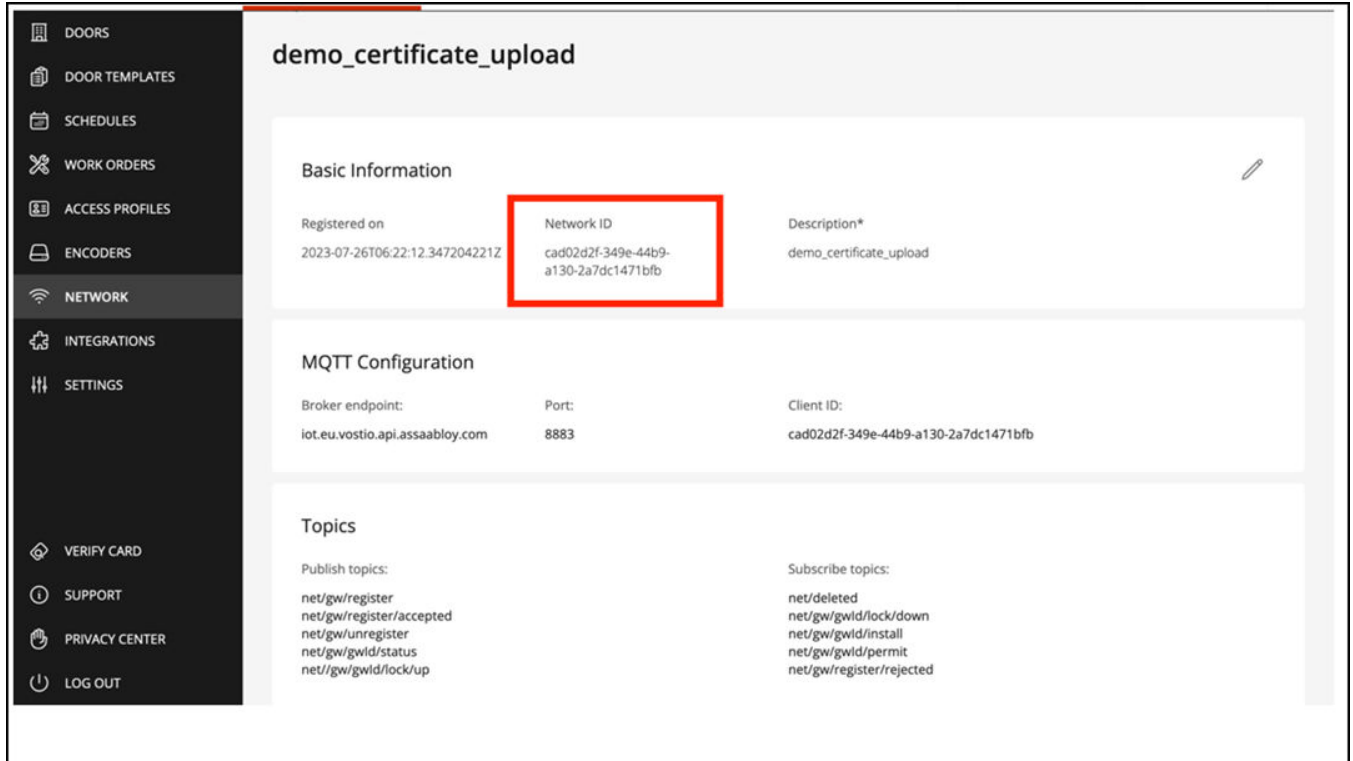 DOORS
DOOR TEMPLATES
SCHEDULES
WORK ORDERS
ACCESS PROFILES
ENCODERS
NETWORK
INTEGRATIONS
SETTINGS
VERIFY CARD
SUPPORT
PRIVACY CENTER
LOG OUT
demo_certificate_upload
Basic Information
Registered on
2023-07-26T06:22:12.347204221Z
Network ID
cad02d2f-349e-44b9-
a130-2a7dc1471bfb
Description*
demo_certificate_upload
MQTT Configuration
Broker endpoint:
iot.eu.vostio.api.assaabloy.com
Port:
8883
Client ID:
cad02d2f-349e-44b9-a130-2a7dc1471bfb
Topics
Publish topics:
net/gw/register
net/gw/register/accepted
net/gw/unregister
net/gw/gwId/status
net//gw/gwId/lock/up
Subscribe topics:
net/deleted
net/gw/gwId/lock/down
net/gw/gwId/install
net/gw/gwId/permit
net/gw/register/rejected